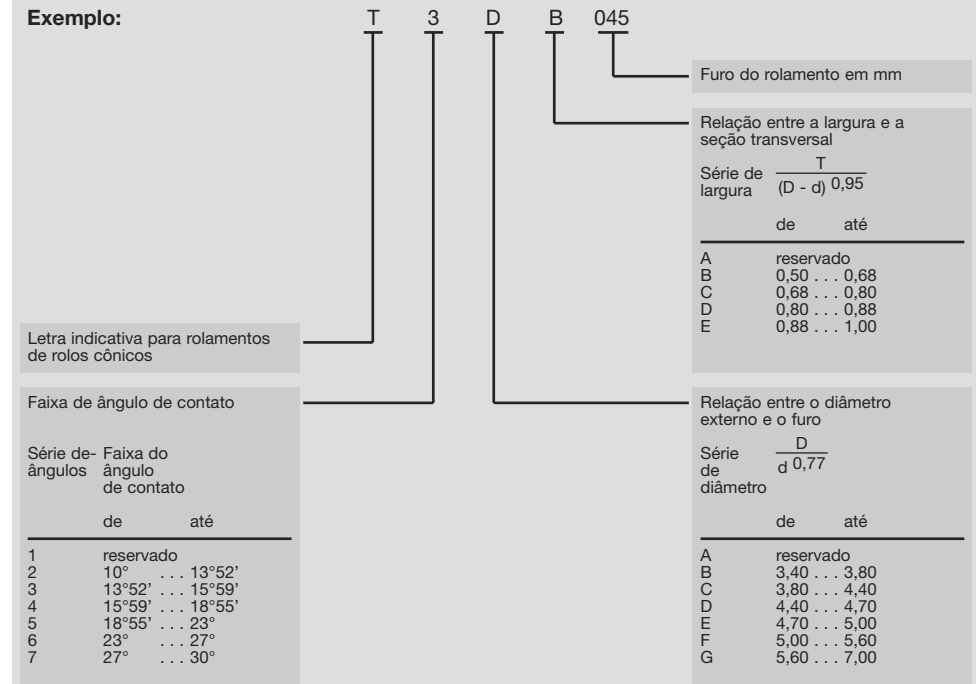 Exemplo: T 3 D B 045
Furo do rolamento em mm
Relação entre a largura e a
seção transversal
Série de
largura
T
(D - d) 0,95
de até
A reservado
B 0,50 . . . 0,68
C 0,68 . . . 0,80
D 0,80 . . . 0,88
E 0,88 . . . 1,00
Letra indicativa para rolamentos
de rolos cônicos
Faixa de ângulo de contato
Série de- Faixa do
ângulos ângulo
de contato
de até
1 reservado
2 10° . . . 13°52’
3 13°52’ . . . 15°59’
4 15°59’ . . . 18°55’
5 18°55’ . . . 23°
6 23° . . . 27°
7 27° . . . 30°
Relação entre o diâmetro
externo e o furo
Série
de
diâmetro
D
d 0,77
de até
A reservado
B 3,40 . . . 3,80
C 3,80 . . . 4,40
D 4,40 . . . 4,70
E 4,70 . . . 5,00
F 5,00 . . . 5,60
G 5,60 . . . 7,00